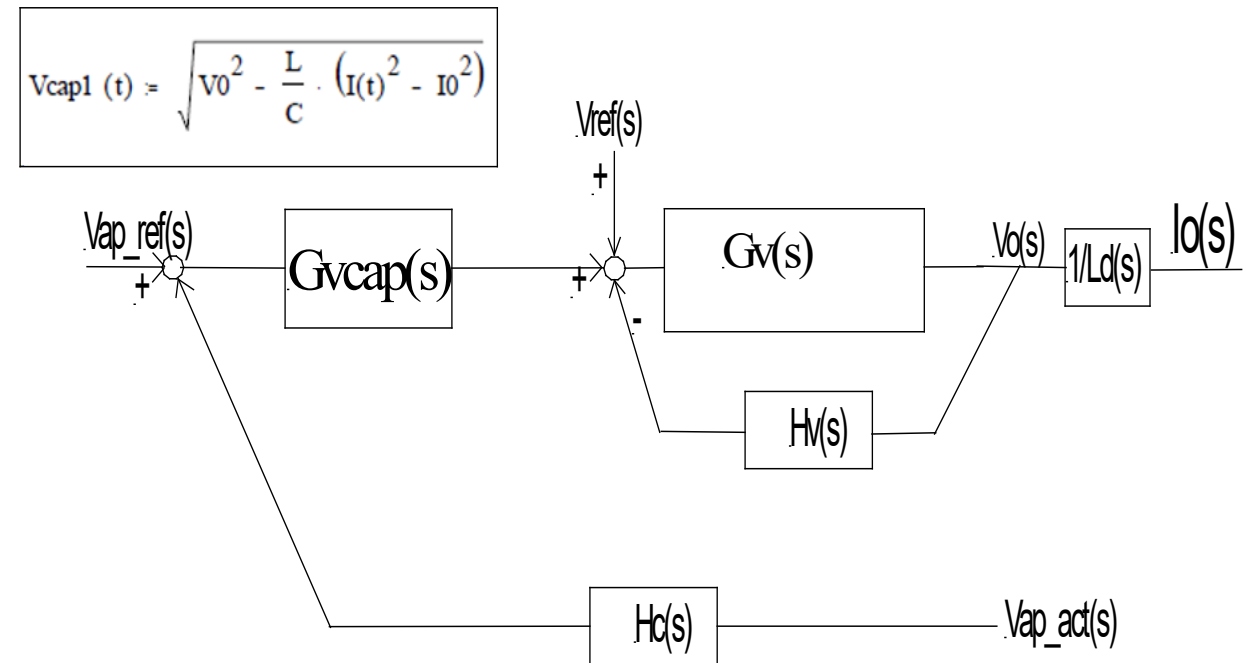 Vcap1 (t) := √(V0² - L/C · (I(t)² - I0²))
Vref(s)
+
Vap_ref(s)
+
Gvcap(s)
+
-
Gv(s)
Vo(s)
1/Ld(s)
Io(s)
Hv(s)
Hc(s)
Vap_act(s)